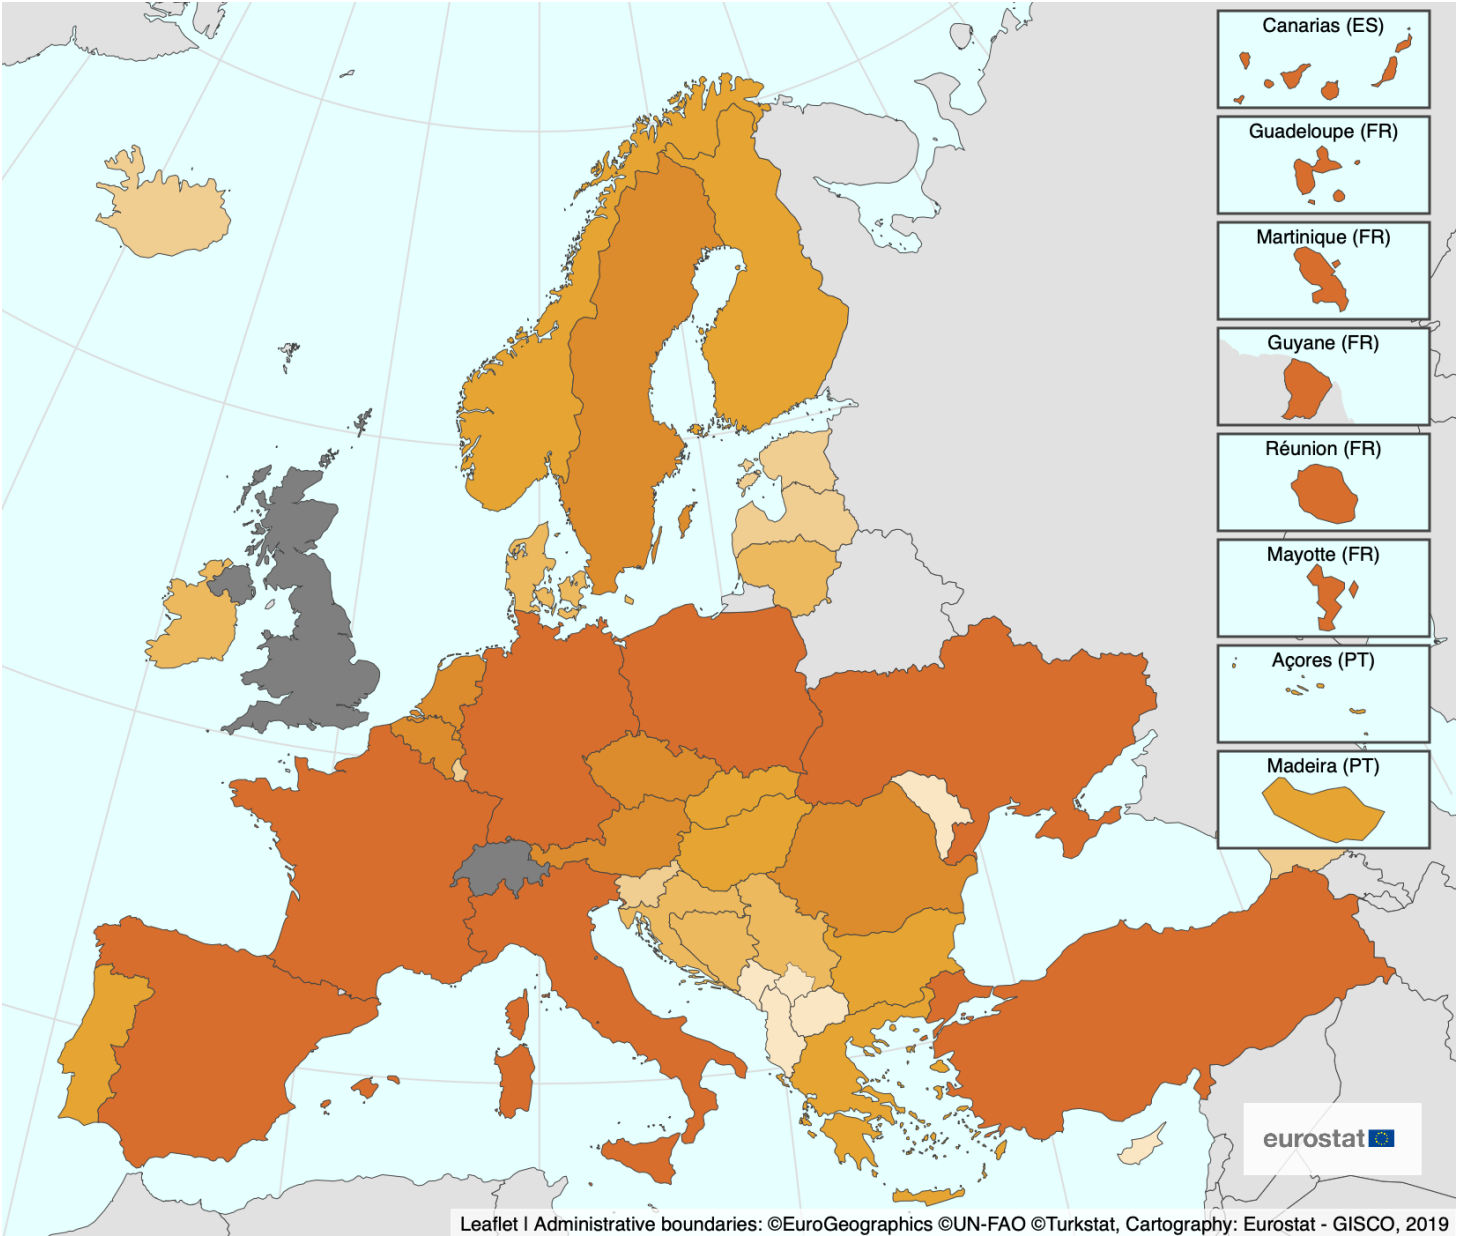 Canarias (ES)
Guadeloupe (FR)
Martinique (FR)
Guyane (FR)
Réunion (FR)
Mayotte (FR)
Açores (PT)
Madeira (PT)
eurostat
Leaflet | Administrative boundaries: ©EuroGeographics ©UN-FAO ©Turkstat, Cartography: Eurostat - GISCO, 2019